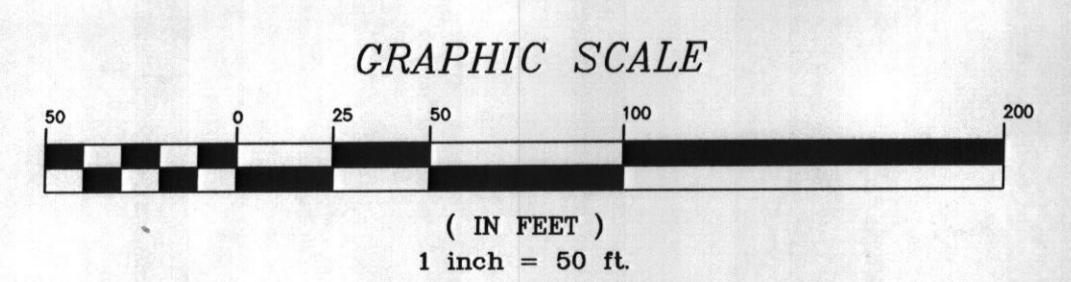 GRAPHIC SCALE
50 0 25 50 100 200
( IN FEET )
1 inch = 50 ft.